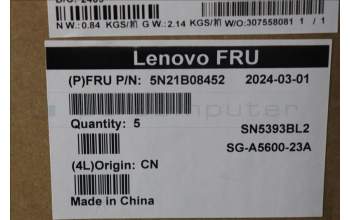 N W.: 0.84 KGS/箱 G W.: 2.14 KGS/箱 W/O:307558081 1 / 1
Lenovo FRU
(P)FRU P/N: 5N21B08452 2024-03-01
Quantity: 5 SN5393BL2
SG-A5600-23A
(4L)Origin: CN
Made in China